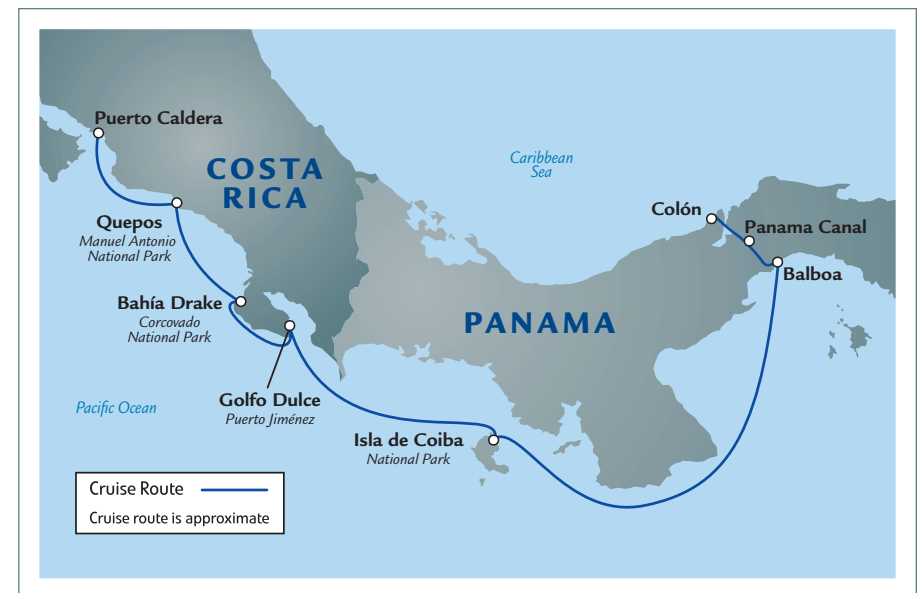 Puerto Caldera
COSTA
RICA
Caribbean
Sea
Colón
Quepos
Manuel Antonio
National Park
Panama Canal
Balboa
Bahía Drake
Corcovado
National Park
PANAMA
Golfo Dulce
Puerto Jiménez
Pacific Ocean
Isla de Coiba
National Park
Cruise Route
Cruise route is approximate